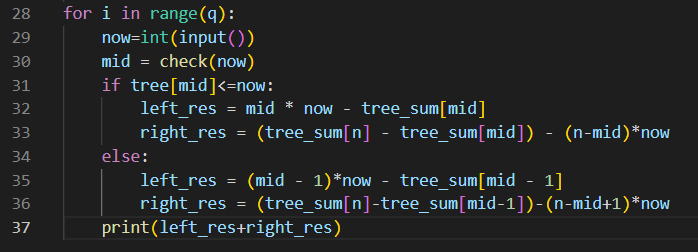 28 for i in range(q):
29     now=int(input())
30     mid = check(now)
31     if tree[mid]<=now:
32         left_res = mid * now - tree_sum[mid]
33         right_res = (tree_sum[n] - tree_sum[mid]) - (n-mid)*now
34     else:
35         left_res = (mid - 1)*now - tree_sum[mid - 1]
36         right_res = (tree_sum[n]-tree_sum[mid-1])-(n-mid+1)*now
37     print(left_res+right_res)